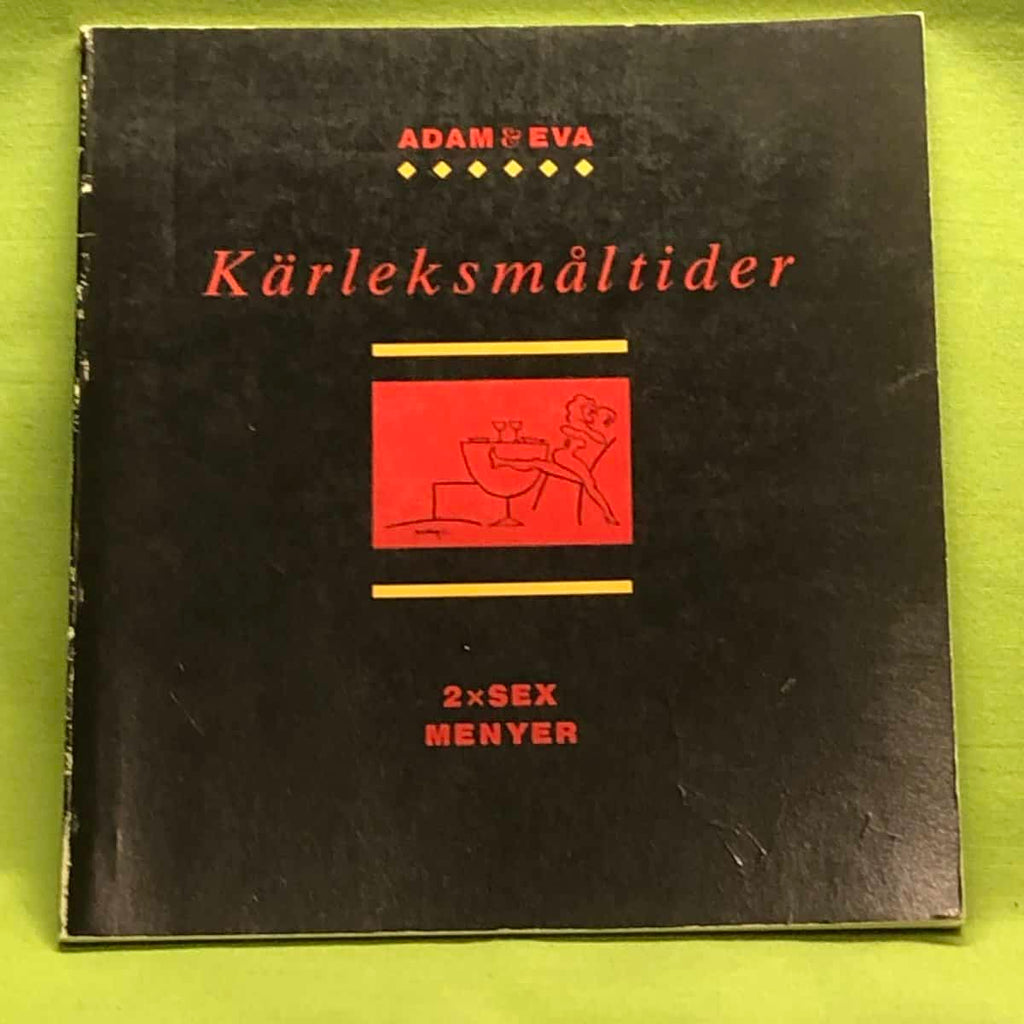 ADAM & EVA
Kärleksmåltider
2×SEX
MENYER